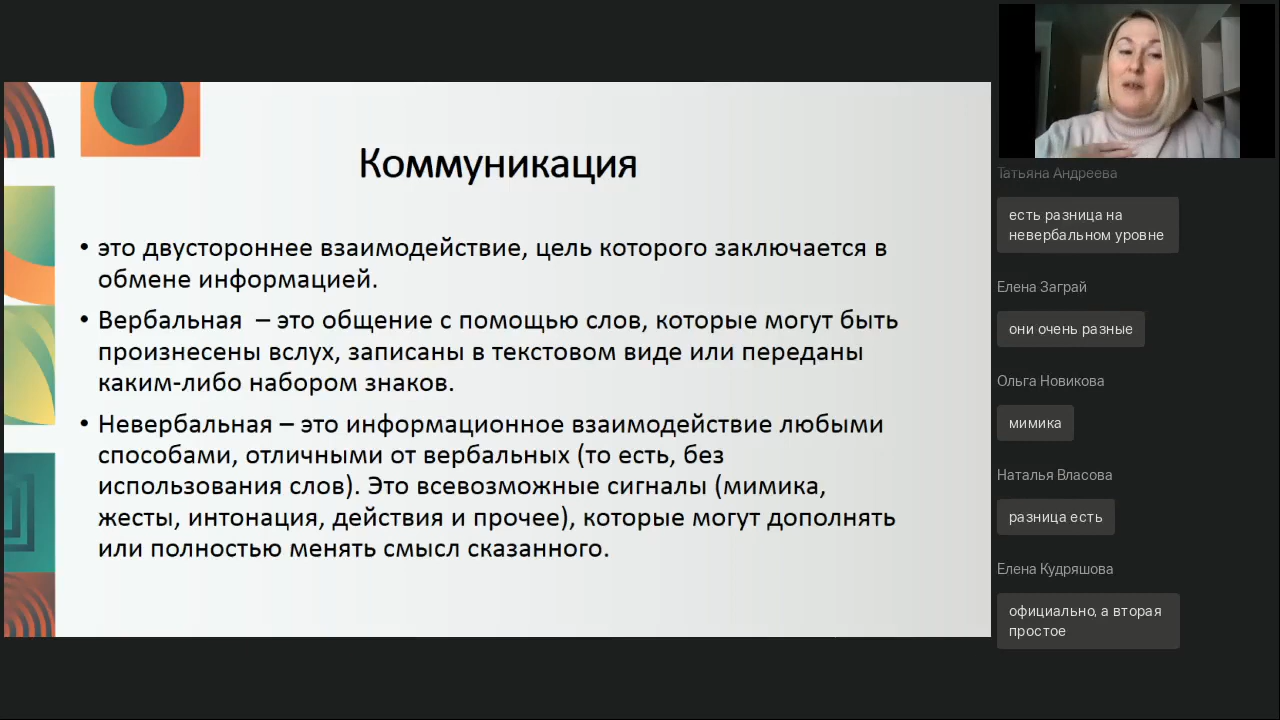 Коммуникация
• это двустороннее взаимодействие, цель которого заключается в
обмене информацией.
• Вербальная – это общение с помощью слов, которые могут быть
произнесены вслух, записаны в текстовом виде или переданы
каким-либо набором знаков.
• Невербальная – это информационное взаимодействие любыми
способами, отличными от вербальных (то есть, без
использования слов). Это всевозможные сигналы (мимика,
жесты, интонация, действия и прочее), которые могут дополнять
или полностью менять смысл сказанного.
Татьяна Андреева
есть разница на
невербальном уровне
Елена Заграй
они очень разные
Ольга Новикова
мимика
Наталья Власова
разница есть
Елена Кудряшова
официально, а вторая
простое